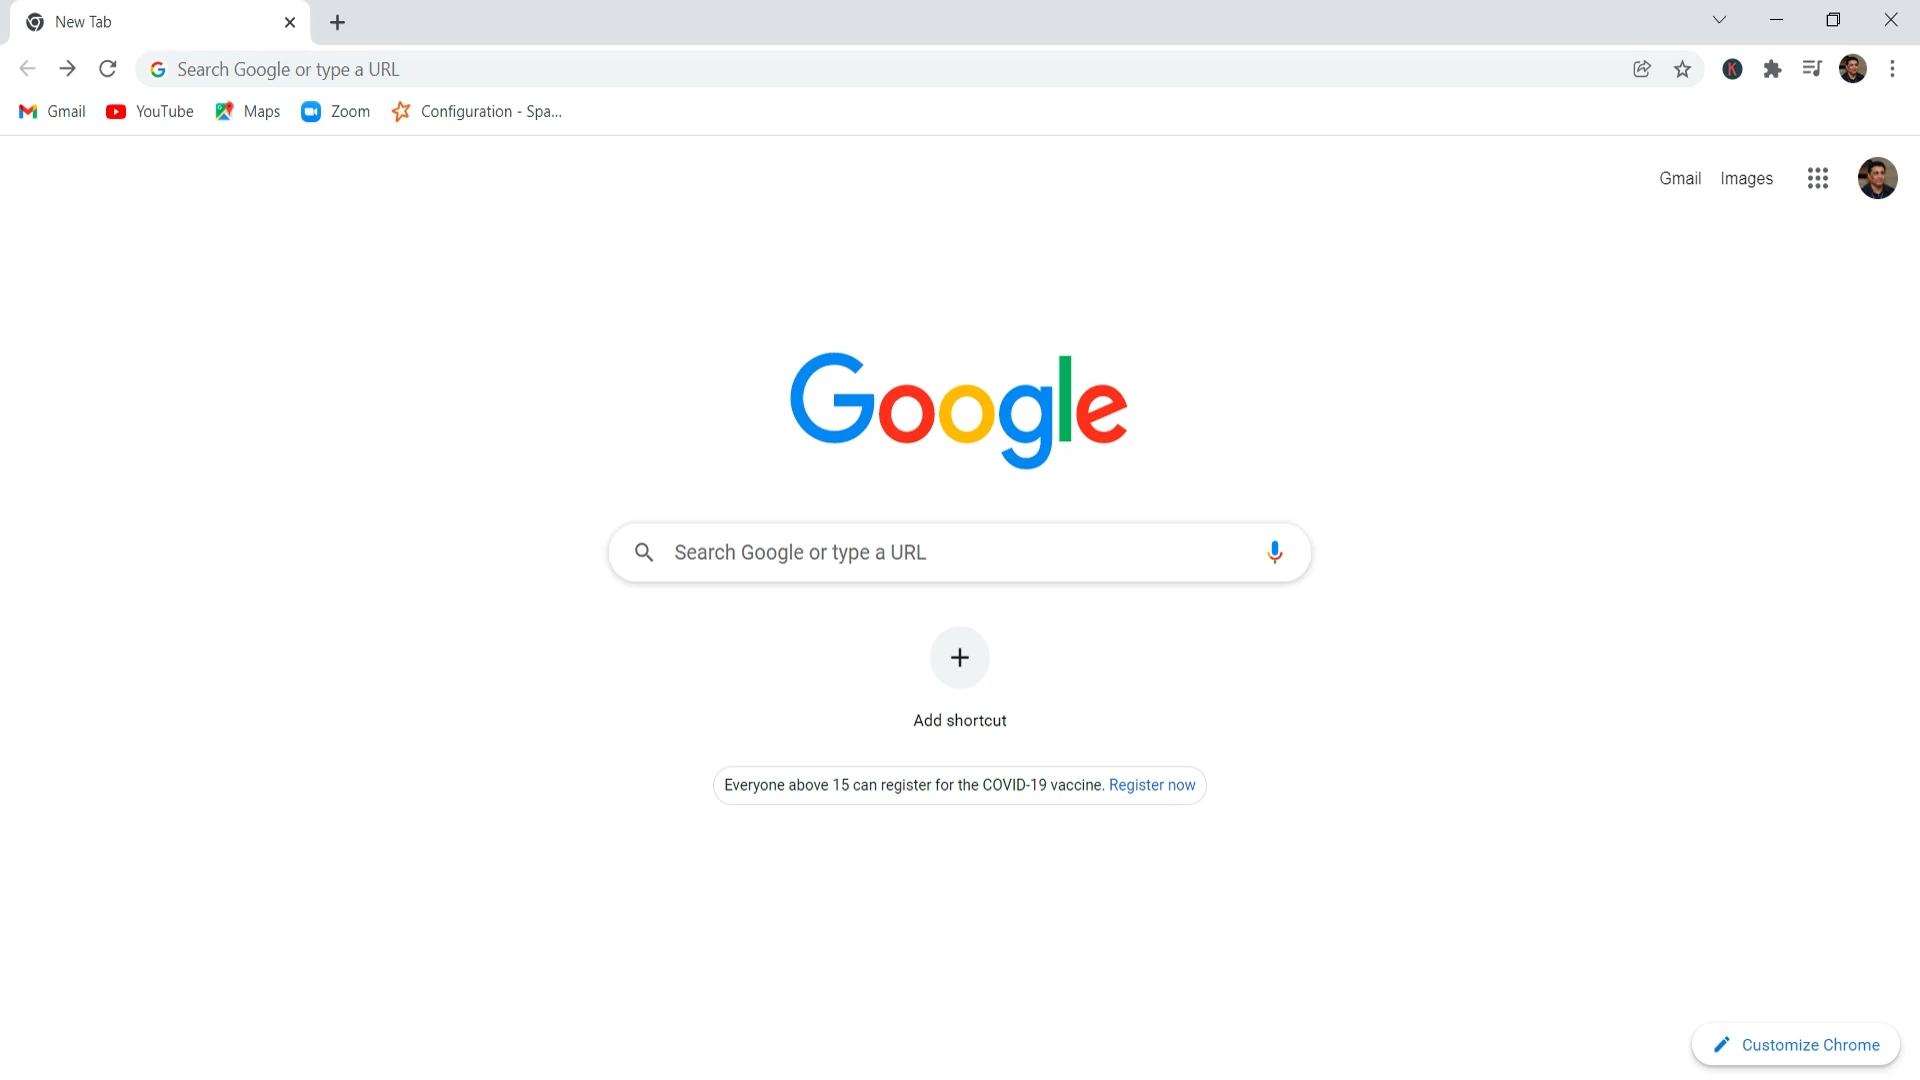 New Tab
Search Google or type a URL
K
Gmail YouTube Maps Zoom Configuration - Spa...
Gmail Images
Google
Search Google or type a URL
Add shortcut
Everyone above 15 can register for the COVID-19 vaccine. Register now
Customize Chrome